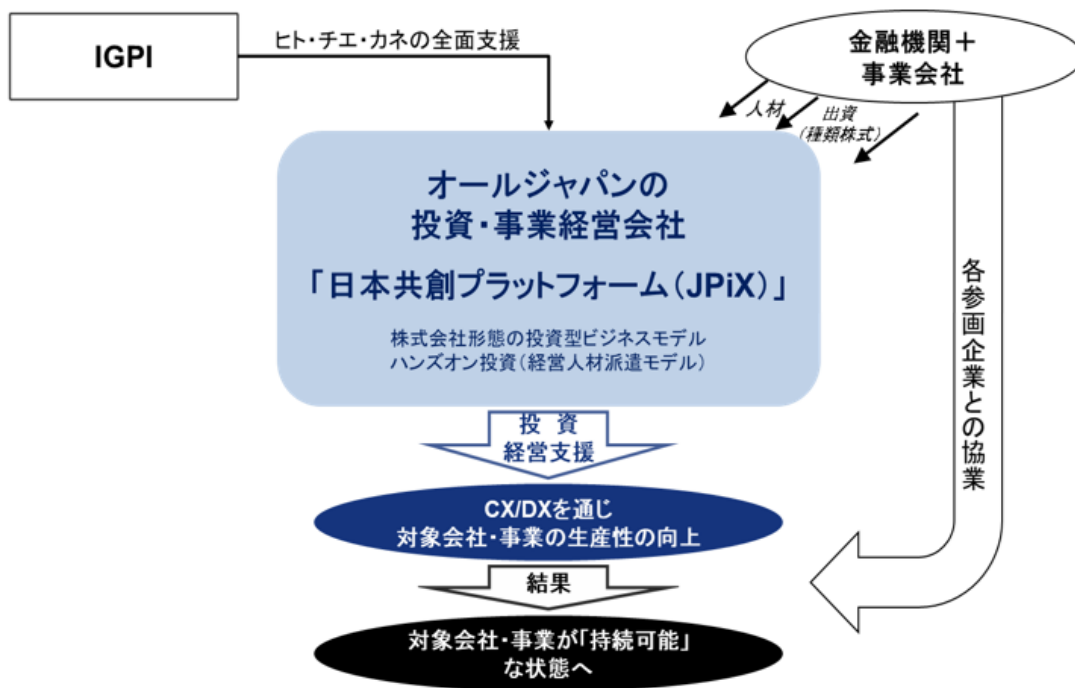 IGPI
ヒト・チエ・カネの全面支援
金融機関＋
事業会社
人材
出資
（種類株式）
オールジャパンの
投資・事業経営会社
「日本共創プラットフォーム（JPiX）」
株式会社形態の投資型ビジネスモデル
ハンズオン投資（経営人材派遣モデル）
各参画企業との協業
投 資
経営支援
CX/DXを通じ
対象会社・事業の生産性の向上
結果
対象会社・事業が「持続可能」
な状態へ